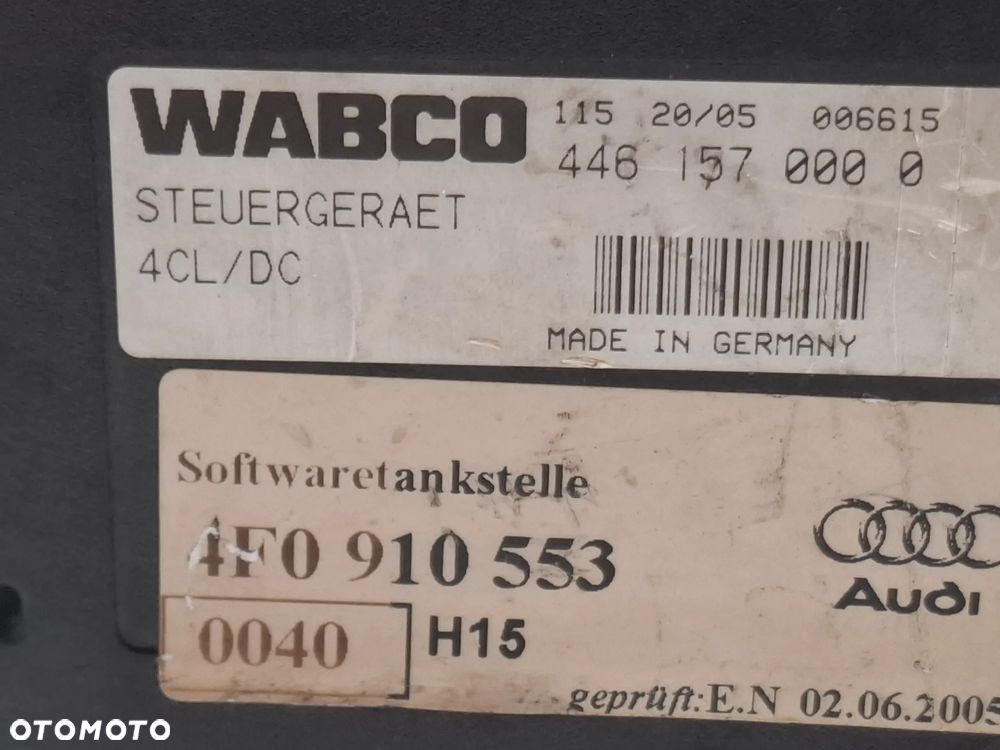 WABCO 115 20/05 006615
446 157 000 0
STEUERGERAET
4CL/DC
MADE IN GERMANY
Softwaretankstelle
4F0 910 553
Audi
0040 H15
geprüft: E.N 02.06.2005
OTOMOTO